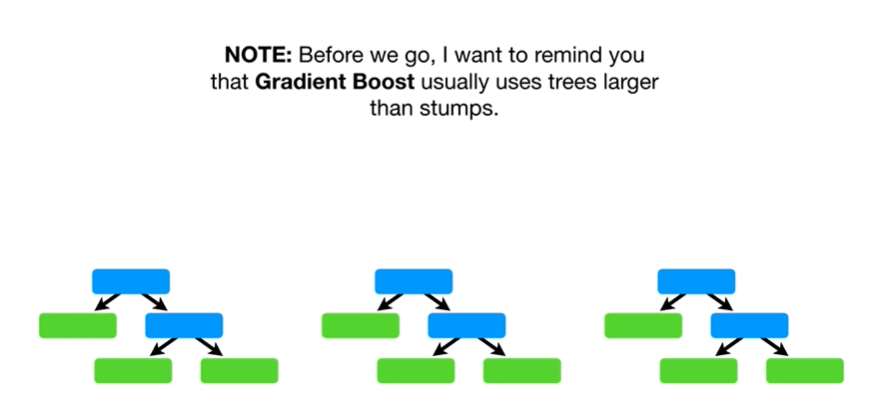 NOTE: Before we go, I want to remind you
that Gradient Boost usually uses trees larger
than stumps.